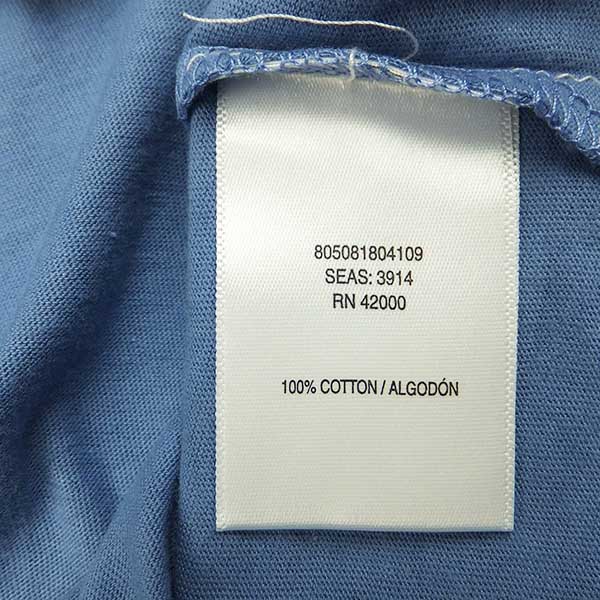 805081804109
SEAS: 3914
RN 42000
100% COTTON / ALGODÓN